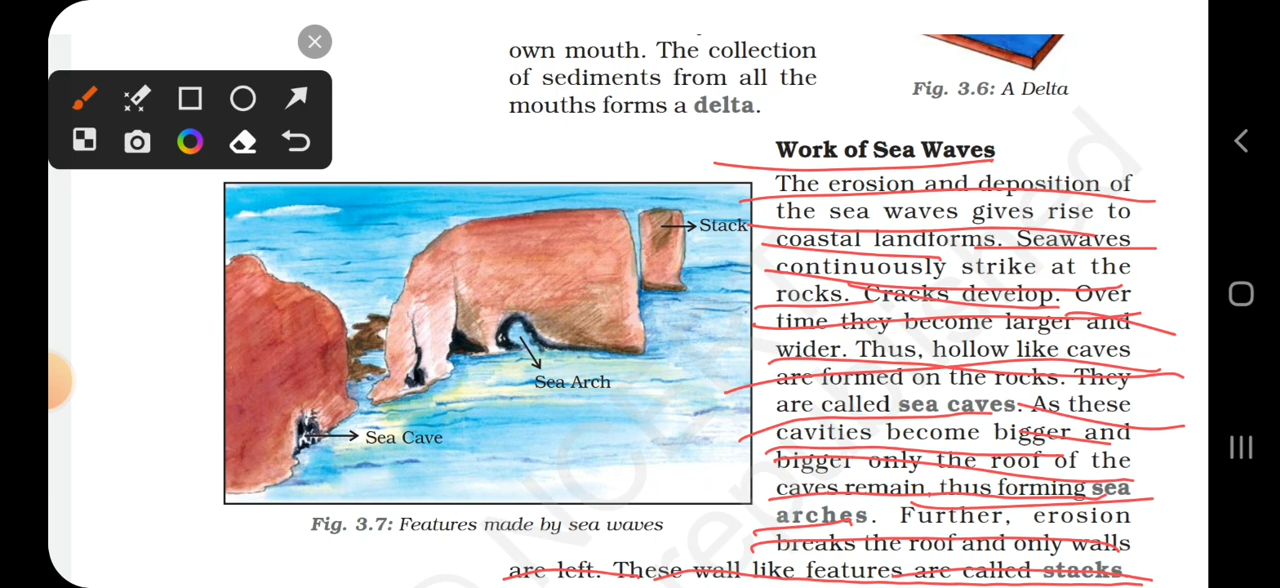 own mouth. The collection
of sediments from all the
mouths forms a delta.
Fig. 3.6: A Delta
Work of Sea Waves
The erosion and deposition of
the sea waves gives rise to
coastal landforms. Seawaves
continuously strike at the
rocks. Cracks develop. Over
time they become larger and
wider. Thus, hollow like caves
are formed on the rocks. They
are called sea caves. As these
cavities become bigger and
bigger only the roof of the
caves remain, thus forming sea
arches. Further, erosion
breaks the roof and only walls
are left. These wall like features are called stacks.
Stack
Sea Arch
Sea Cave
Fig. 3.7: Features made by sea waves